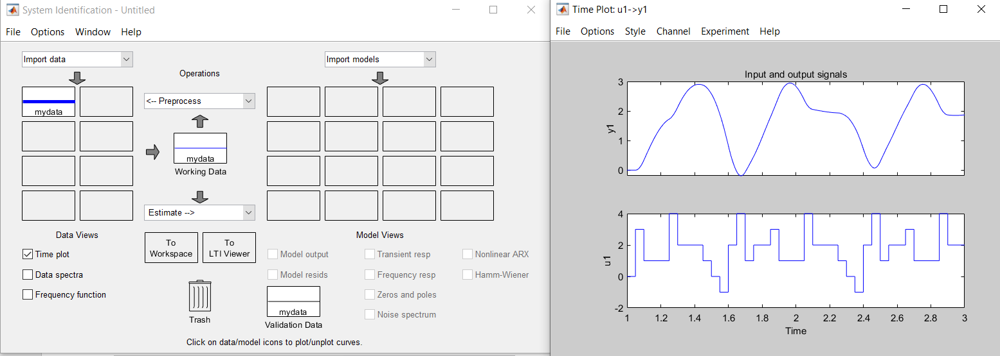 System Identification - Untitled
File Options Window Help
Import data
Import models
Operations
mydata
<-- Preprocess
mydata
Working Data
Estimate -->
Data Views
Model Views
To
Workspace
To
LTI Viewer
Time plot
Data spectra
Frequency function
Model output
Model resids
Transient resp
Frequency resp
Zeros and poles
Noise spectrum
Nonlinear ARX
Hamm-Wiener
Trash
mydata
Validation Data
Click on data/model icons to plot/unplot curves.
Time Plot: u1->y1
File Options Style Channel Experiment Help
Input and output signals
3
2
1
0
y1
4
2
0
-2
u1
1 1.2 1.4 1.6 1.8 2 2.2 2.4 2.6 2.8 3
Time